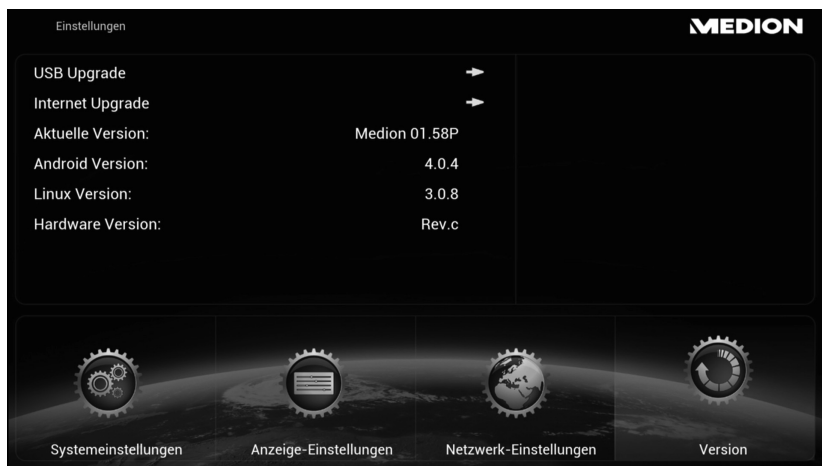 Einstellungen
MEDION
USB Upgrade
Internet Upgrade
Aktuelle Version: Medion 01.58P
Android Version: 4.0.4
Linux Version: 3.0.8
Hardware Version: Rev.c
Systemeinstellungen
Anzeige-Einstellungen
Netzwerk-Einstellungen
Version